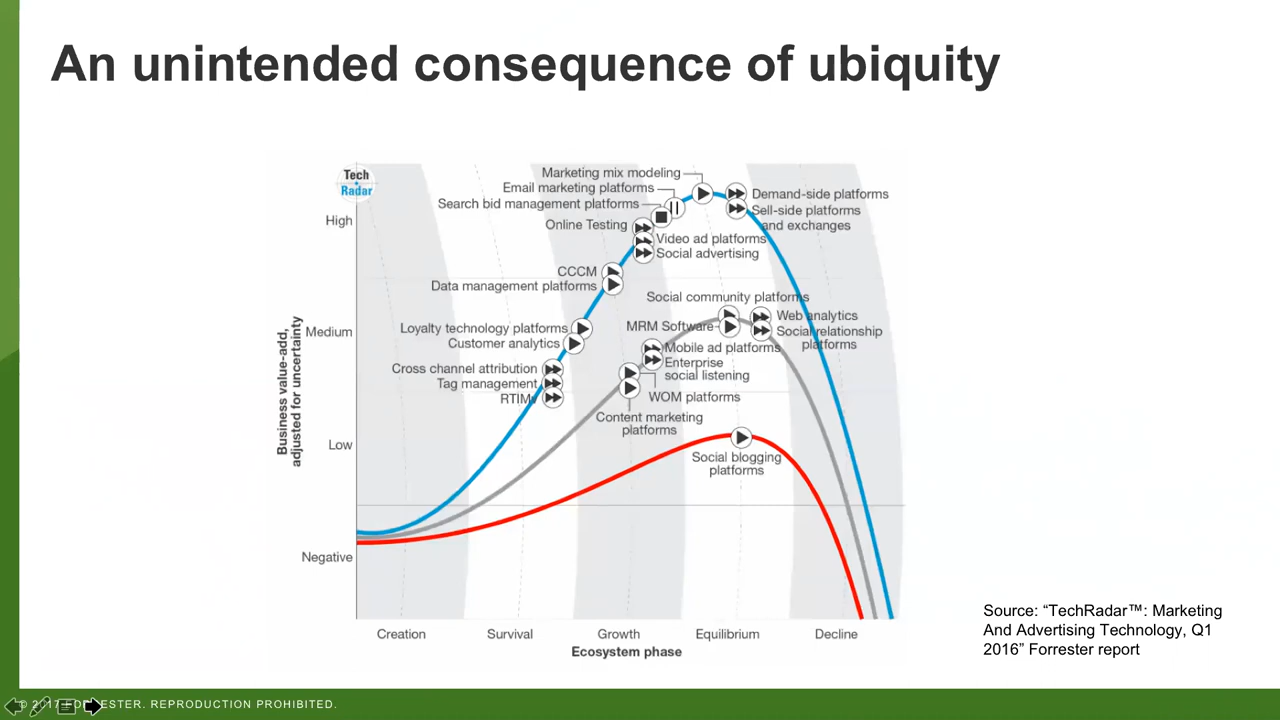 An unintended consequence of ubiquity
Tech
Radar
High
Medium
Low
Negative
Business value-add,
adjusted for uncertainty
Marketing mix modeling
Email marketing platforms
Search bid management platforms
Online Testing
Demand-side platforms
Sell-side platforms
and exchanges
Video ad platforms
Social advertising
CCCM
Data management platforms
Social community platforms
Loyalty technology platforms
Customer analytics
MRM Software
Web analytics
Social relationship
platforms
Mobile ad platforms
Enterprise
social listening
Cross channel attribution
Tag management
RTIM
WOM platforms
Content marketing
platforms
Social blogging
platforms
Creation
Survival
Growth
Equilibrium
Decline
Ecosystem phase
Source: “TechRadar™: Marketing
And Advertising Technology, Q1
2016” Forrester report
© 2017 FORRESTER. REPRODUCTION PROHIBITED.